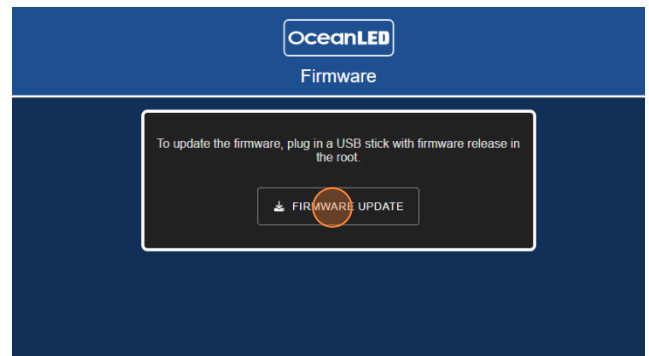 OceanLED
Firmware
To update the firmware, plug in a USB stick with firmware release in
the root.
FIRMWARE UPDATE